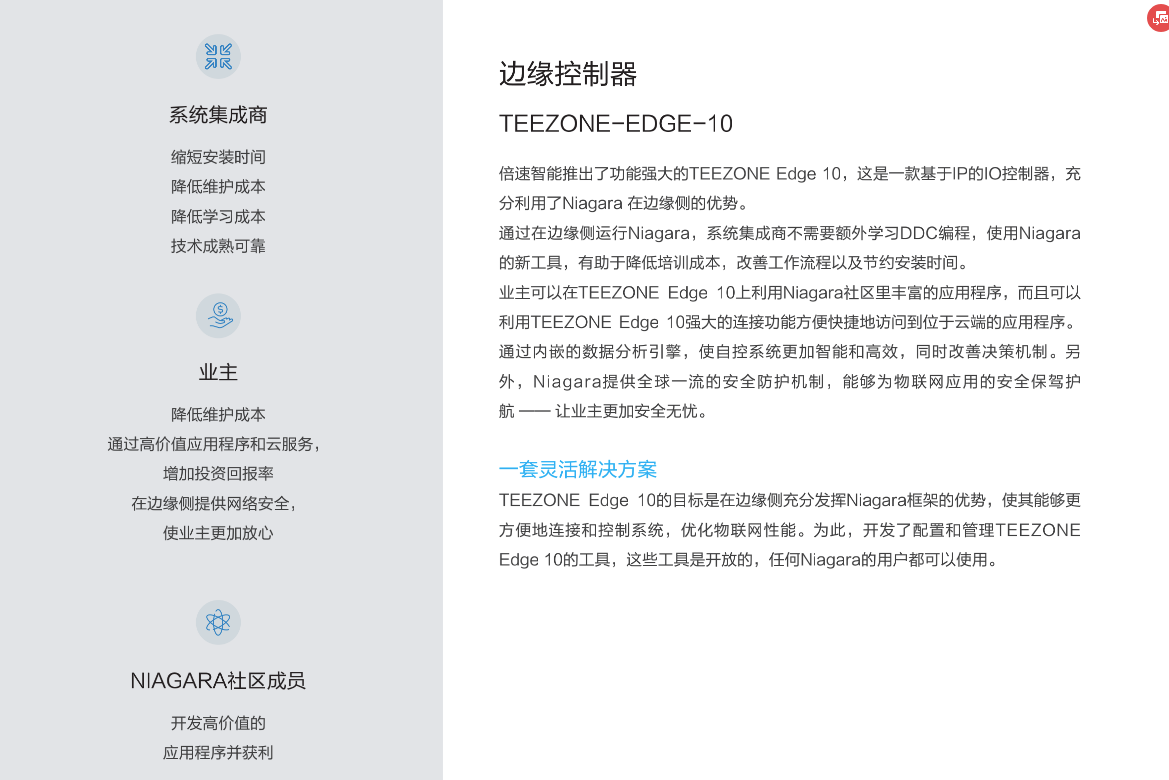 系统集成商
缩短安装时间
降低维护成本
降低学习成本
技术成熟可靠
业主
降低维护成本
通过高价值应用程序和云服务，
增加投资回报率
在边缘侧提供网络安全，
使业主更加放心
NIAGARA社区成员
开发高价值的
应用程序并获利
边缘控制器
TEEZONE-EDGE-10
倍速智能推出了功能强大的TEEZONE Edge 10，这是一款基于IP的IO控制器，充
分利用了Niagara 在边缘侧的优势。
通过在边缘侧运行Niagara，系统集成商不需要额外学习DDC编程，使用Niagara
的新工具，有助于降低培训成本，改善工作流程以及节约安装时间。
业主可以在TEEZONE Edge 10上利用Niagara社区里丰富的应用程序，而且可以
利用TEEZONE Edge 10强大的连接功能方便快捷地访问到位于云端的应用程序。
通过内嵌的数据分析引擎，使自控系统更加智能和高效，同时改善决策机制。另
外，Niagara提供全球一流的安全防护机制，能够为物联网应用的安全保驾护
航 —— 让业主更加安全无忧。
一套灵活解决方案
TEEZONE Edge 10的目标是在边缘侧充分发挥Niagara框架的优势，使其能够更
方便地连接和控制系统，优化物联网性能。为此，开发了配置和管理TEEZONE
Edge 10的工具，这些工具是开放的，任何Niagara的用户都可以使用。